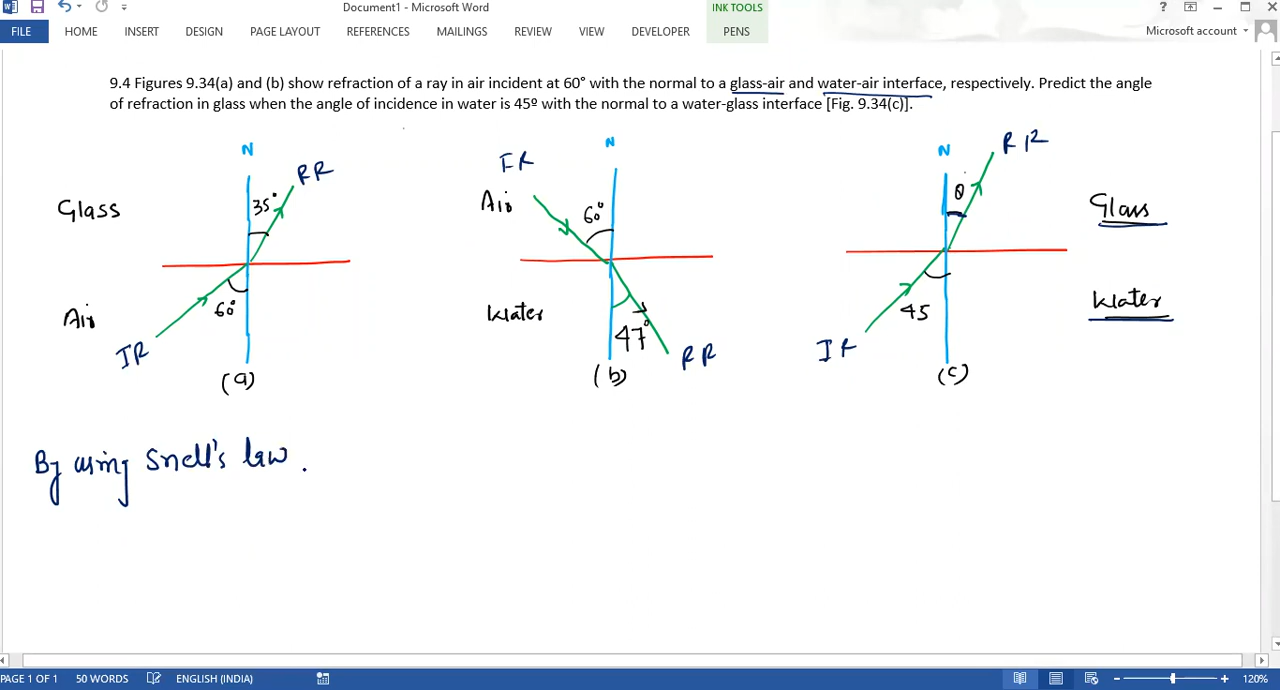 Document1 - Microsoft Word
INK TOOLS
FILE HOME INSERT DESIGN PAGE LAYOUT REFERENCES MAILINGS REVIEW VIEW DEVELOPER PENS Microsoft account
9.4 Figures 9.34(a) and (b) show refraction of a ray in air incident at 60° with the normal to a glass-air and water-air interface, respectively. Predict the angle
of refraction in glass when the angle of incidence in water is 45º with the normal to a water-glass interface [Fig. 9.34(c)].
N
RR
35°
Glass
60°
Air
IR
(a)
N
IR
Air
60°
Water
47°
RR
(b)
N
RR
θ
Glass
Water
45
IR
(c)
By using Snell's law.
PAGE 1 OF 1 50 WORDS ENGLISH (INDIA) 120%